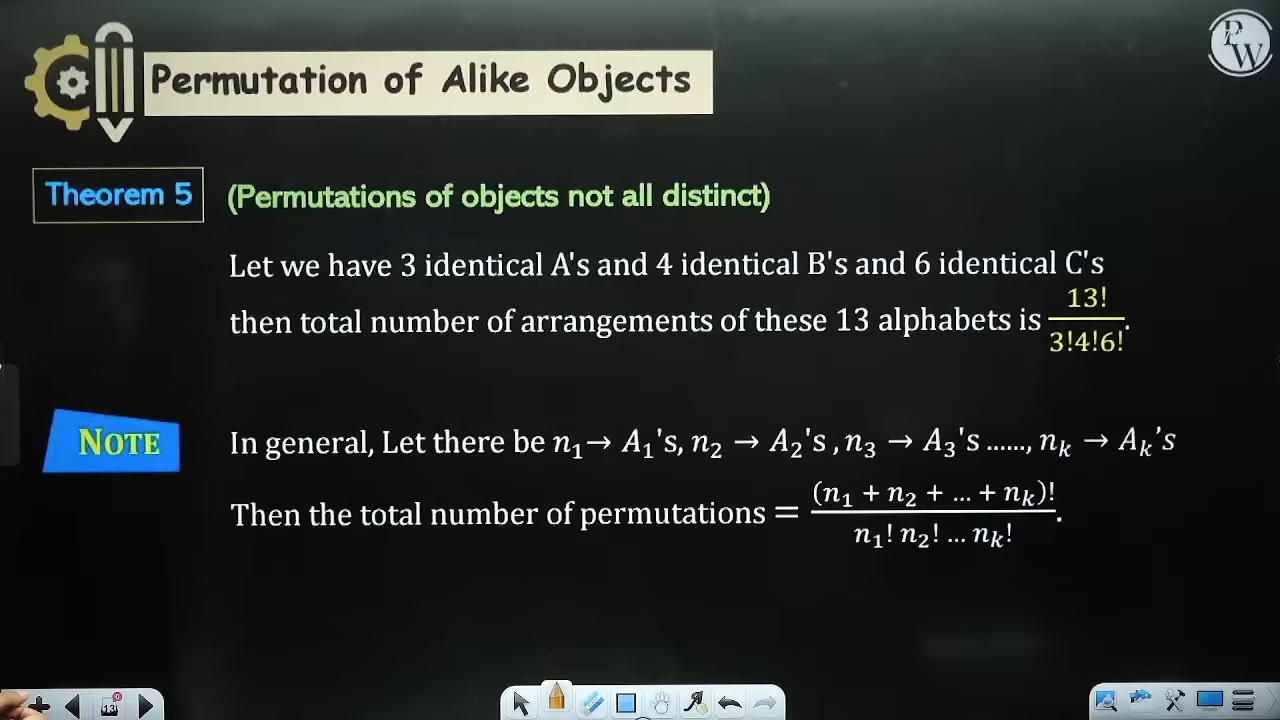 PW
Permutation of Alike Objects
Theorem 5 (Permutations of objects not all distinct)
Let we have 3 identical A's and 4 identical B's and 6 identical C's
then total number of arrangements of these 13 alphabets is 13!/3!4!6!.
NOTE In general, Let there be n₁→ A₁'s, n₂ → A₂'s , n₃ → A₃'s ......, nₖ → Aₖ’s
Then the total number of permutations = (n₁ + n₂ + ... + nₖ)!/n₁! n₂! ... nₖ!.
0
13